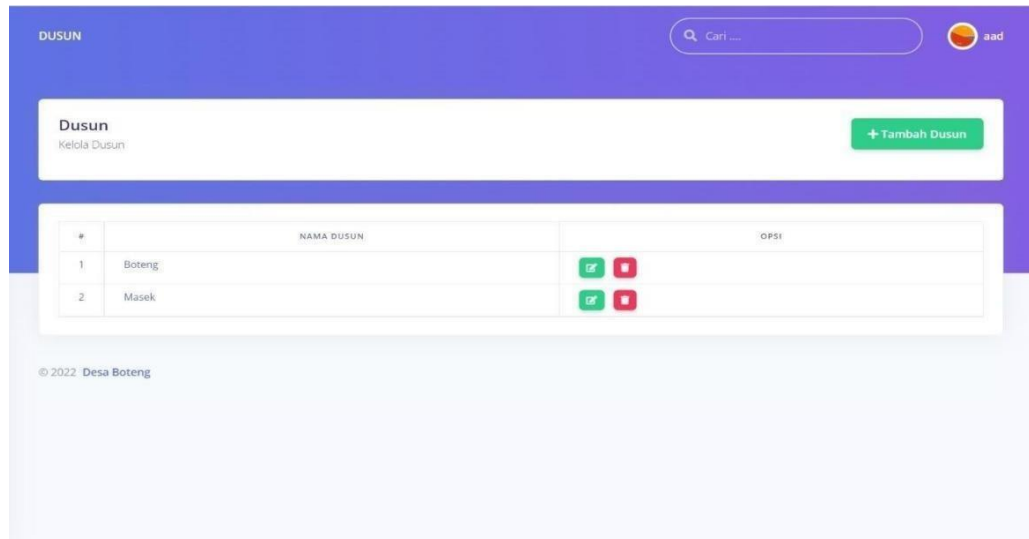 DUSUN
Cari ....
aad
Dusun
Kelola Dusun
+ Tambah Dusun
# NAMA DUSUN OPSI
1 Boteng
2 Masek
© 2022 Desa Boteng